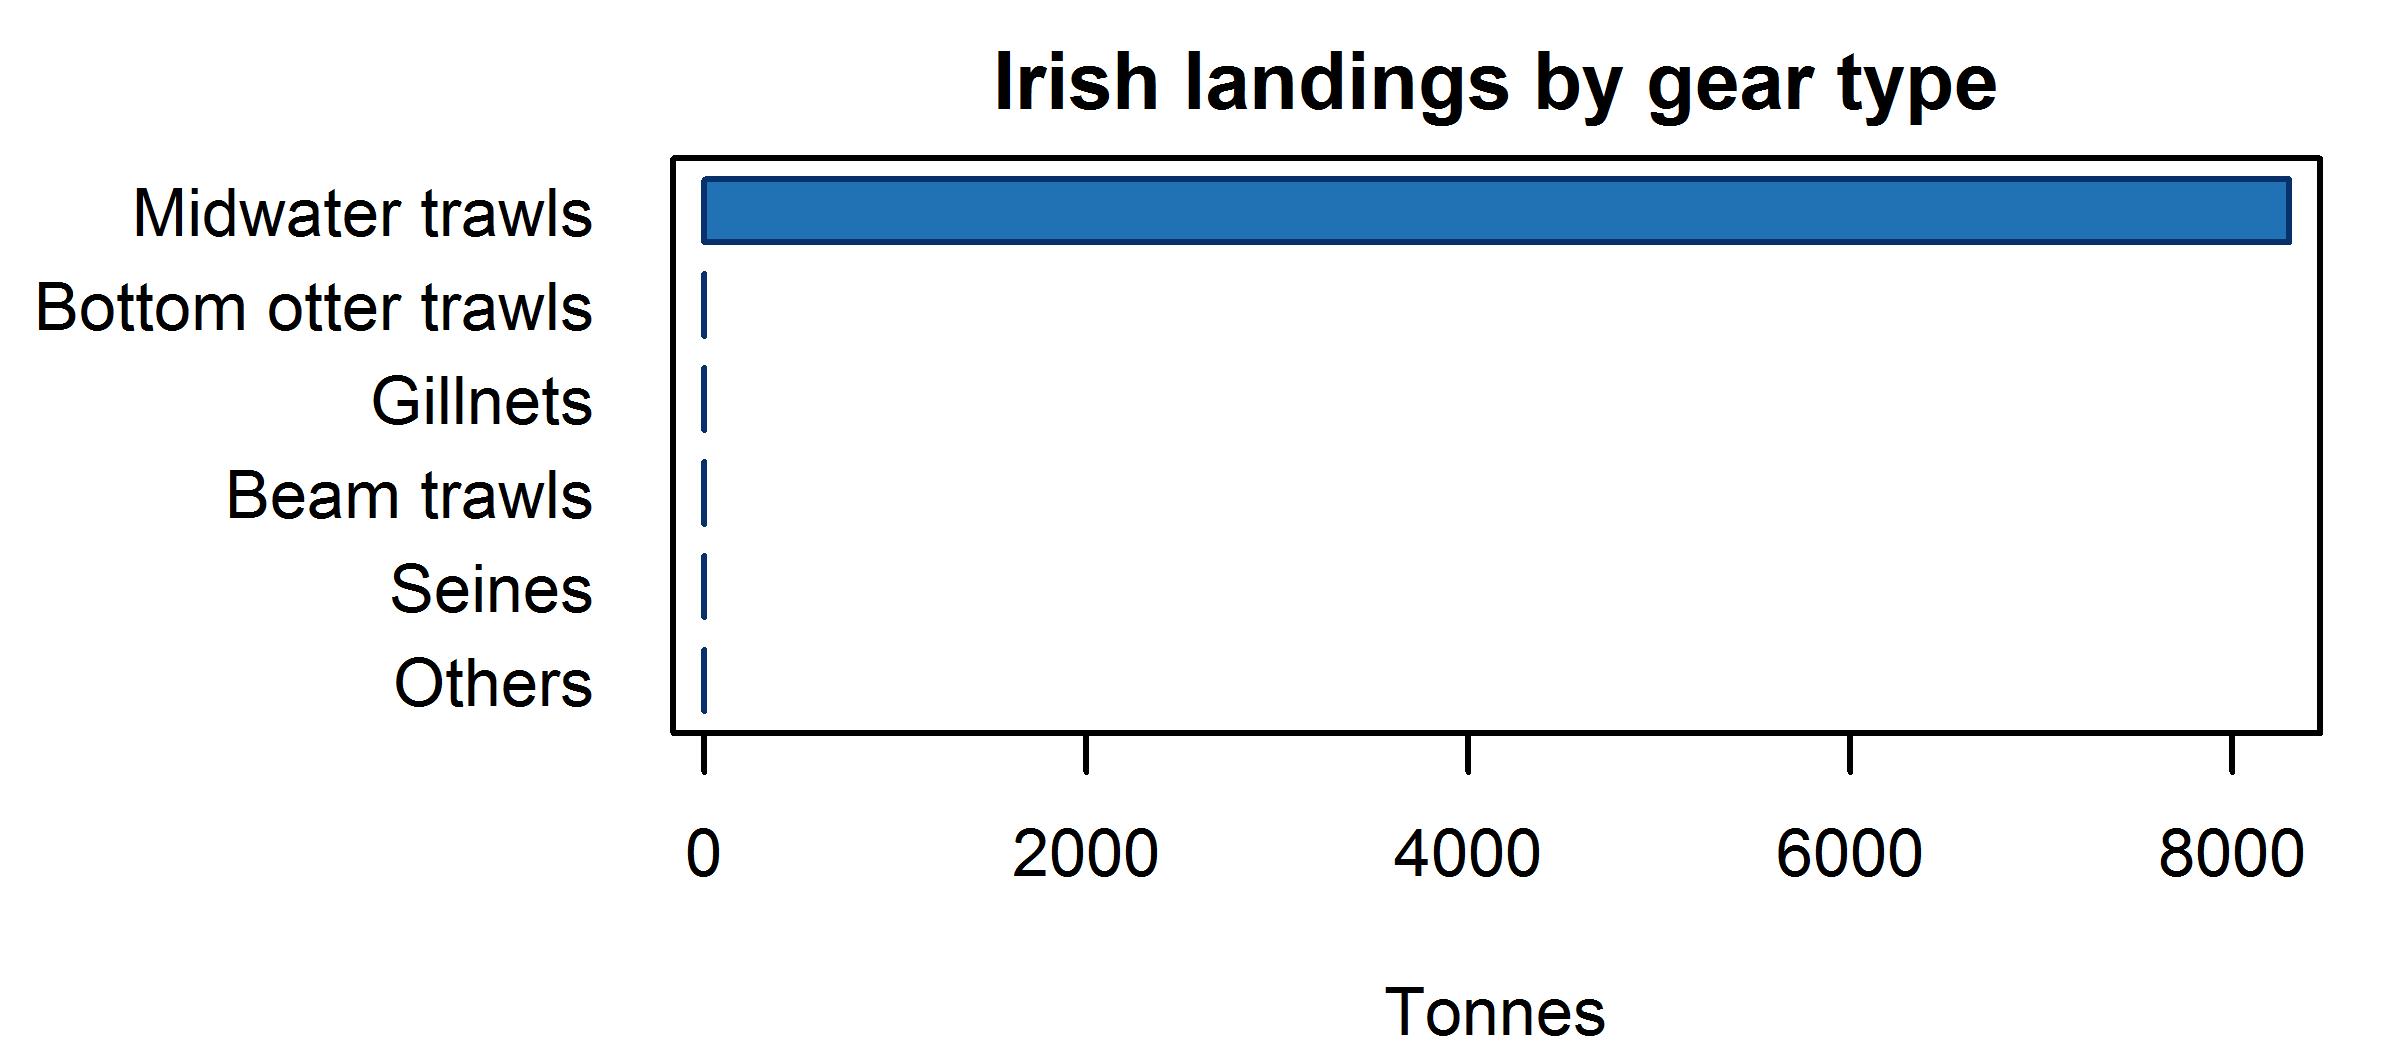 Irish landings by gear type
Midwater trawls
Bottom otter trawls
Gillnets
Beam trawls
Seines
Others
0 2000 4000 6000 8000
Tonnes